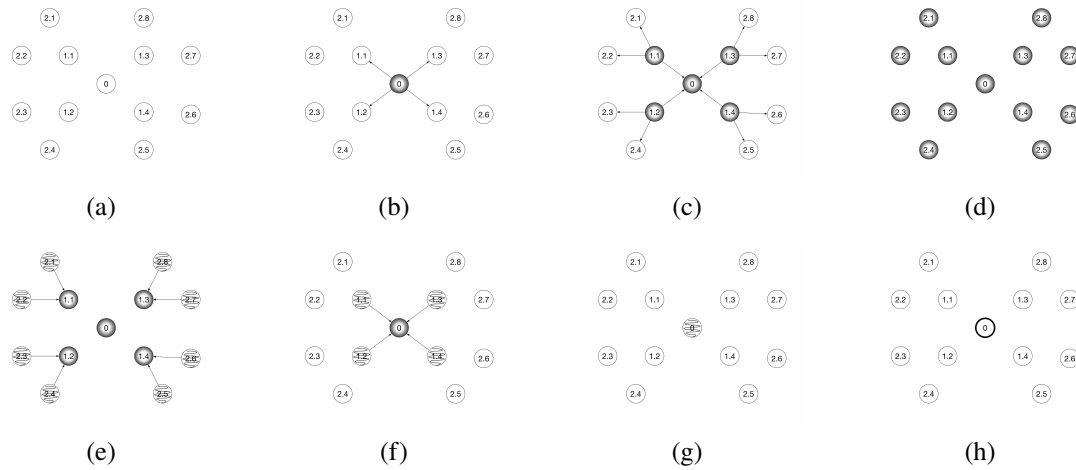 2.1 2.8 2.1 2.8 2.1 2.8 2.1 2.8
2.2 1.1 1.3 2.7 2.2 1.1 1.3 2.7 2.2 1.1 1.3 2.7 2.2 1.1 1.3 2.7
0 0 0 0
2.3 1.2 1.4 2.6 2.3 1.2 1.4 2.6 2.3 1.2 1.4 2.6 2.3 1.2 1.4 2.6
2.4 2.5 2.4 2.5 2.4 2.5 2.4 2.5
(a) (b) (c) (d)
2.1 2.8 2.1 2.8 2.1 2.8 2.1 2.8
2.2 1.1 1.3 2.7 2.2 1.1 1.3 2.7 2.2 1.1 1.3 2.7 2.2 1.1 1.3 2.7
0 0 0 0
2.3 1.2 1.4 2.6 2.3 1.2 1.4 2.6 2.3 1.2 1.4 2.6 2.3 1.2 1.4 2.6
2.4 2.5 2.4 2.5 2.4 2.5 2.4 2.5
(e) (f) (g) (h)